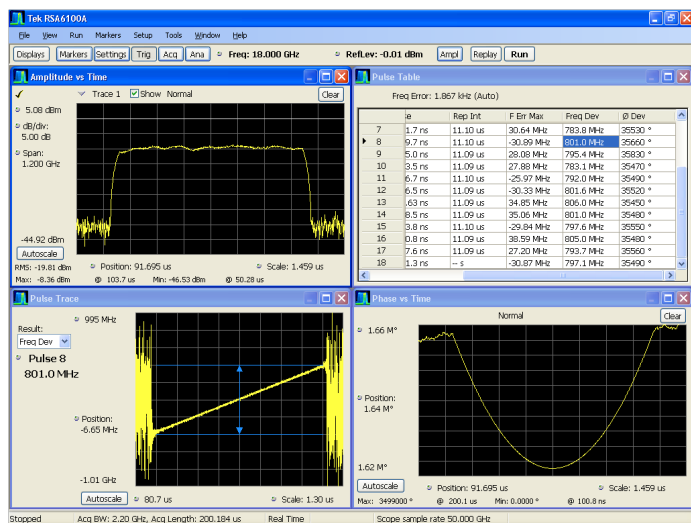 Tek RSA6100A
File View Run Markers Setup Tools Window Help
Displays Markers Settings Trig Acq Ana Freq: 18.000 GHz RefLev: -0.01 dBm Ampl Replay Run
Amplitude vs Time
✓ Trace 1 Show Normal Clear
5.08 dBm
dB/div:
5.00 dB
Span:
1.200 GHz
-44.92 dBm
Autoscale
RMS: -19.81 dBm Position: 91.695 us Scale: 1.459 us
Max: -8.36 dBm @ 103.7 us Min: -46.53 dBm @ 50.28 us
Pulse Table
Freq Error: 1.867 kHz (Auto)
:e Rep Int F Err Max Freq Dev Ø Dev
7 1.7 ns 11.10 us 30.64 MHz 783.8 MHz 35530 °
8 9.7 ns 11.10 us -30.89 MHz 801.0 MHz 35660 °
9 5.0 ns 11.09 us 28.08 MHz 795.4 MHz 35830 °
10 3.5 ns 11.10 us 27.88 MHz 783.1 MHz 35470 °
11 6.7 ns 11.10 us -25.97 MHz 792.0 MHz 35490 °
12 6.5 ns 11.09 us -30.33 MHz 801.6 MHz 35520 °
13 .63 ns 11.09 us 34.85 MHz 806.0 MHz 35450 °
14 8.5 ns 11.09 us 35.06 MHz 801.0 MHz 35480 °
15 3.8 ns 11.10 us -29.84 MHz 797.6 MHz 35550 °
16 0.8 ns 11.09 us 38.59 MHz 805.0 MHz 35480 °
17 7.6 ns 11.09 us 27.20 MHz 793.7 MHz 35560 °
18 1.3 ns -- s -30.87 MHz 797.1 MHz 35490 °
Pulse Trace
Result:
Freq Dev
Pulse 8
801.0 MHz
995 MHz
Position:
-6.65 MHz
-1.01 GHz
Autoscale 80.7 us Scale: 1.30 us
Phase vs Time
Normal Clear
1.66 M°
Position:
1.64 M°
1.62 M°
Autoscale Position: 91.695 us Scale: 1.459 us
Max: 3499000 ° @ 200.1 us Min: 0.0000 ° @ 100.8 ns
Stopped Acq BW: 2.20 GHz, Acq Length: 200.184 us Real Time Scope sample rate 50.000 GHz